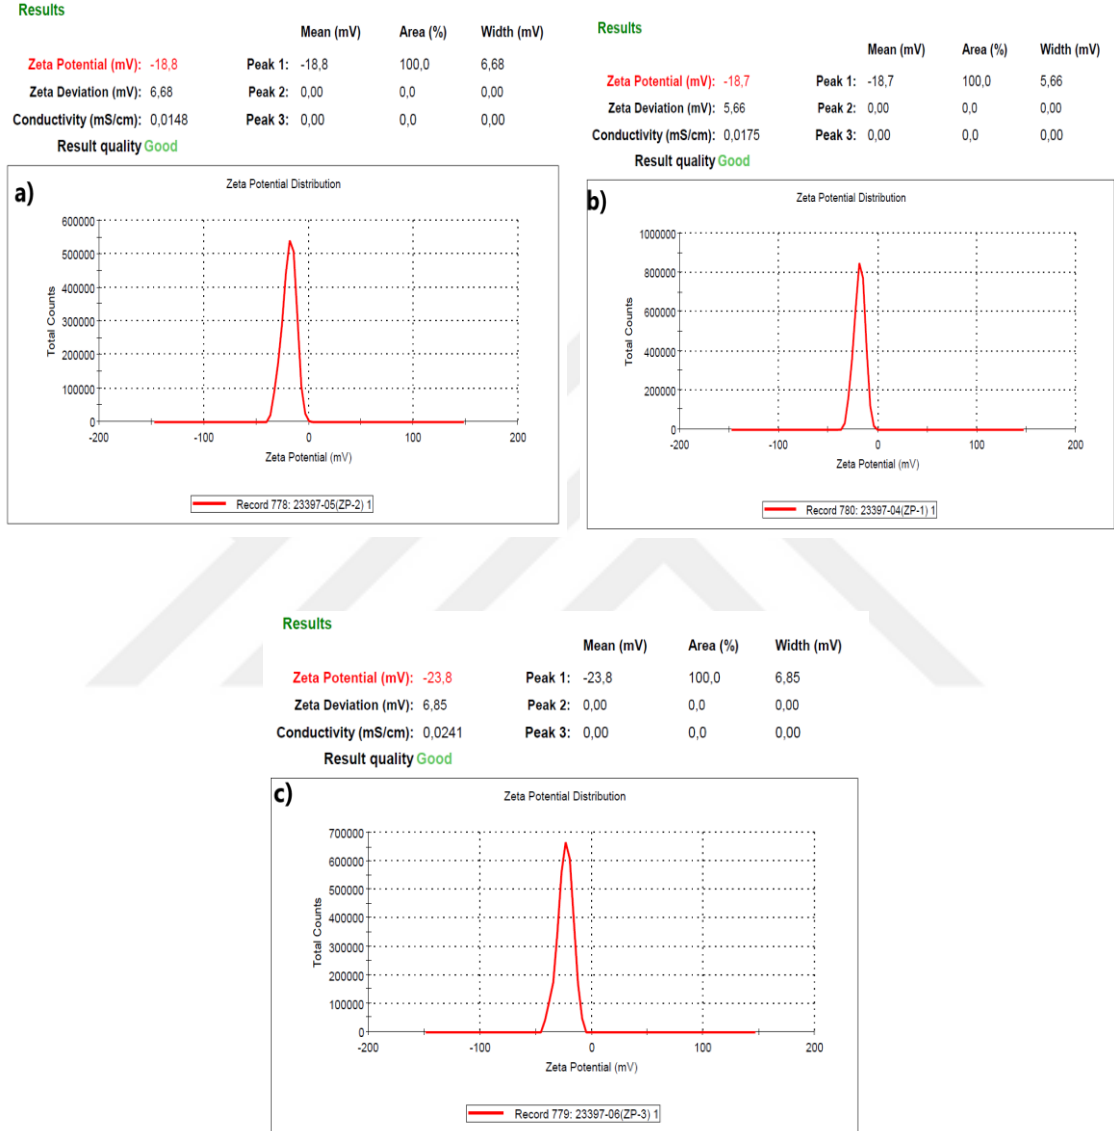 Results
Mean (mV) Area (%) Width (mV)
Zeta Potential (mV): -18,8 Peak 1: -18,8 100,0 6,68
Zeta Deviation (mV): 6,68 Peak 2: 0,00 0,0 0,00
Conductivity (mS/cm): 0,0148 Peak 3: 0,00 0,0 0,00
Result quality Good
a)
Zeta Potential Distribution
Total Counts
600000
500000
400000
300000
200000
100000
0
-200 -100 0 100 200
Zeta Potential (mV)
Record 778: 23397-05(ZP-2) 1
Results
Mean (mV) Area (%) Width (mV)
Zeta Potential (mV): -18,7 Peak 1: -18,7 100,0 5,66
Zeta Deviation (mV): 5,66 Peak 2: 0,00 0,0 0,00
Conductivity (mS/cm): 0,0175 Peak 3: 0,00 0,0 0,00
Result quality Good
b)
Zeta Potential Distribution
Total Counts
1000000
800000
600000
400000
200000
0
-200 -100 0 100 200
Zeta Potential (mV)
Record 780: 23397-04(ZP-1) 1
Results
Mean (mV) Area (%) Width (mV)
Zeta Potential (mV): -23,8 Peak 1: -23,8 100,0 6,85
Zeta Deviation (mV): 6,85 Peak 2: 0,00 0,0 0,00
Conductivity (mS/cm): 0,0241 Peak 3: 0,00 0,0 0,00
Result quality Good
c)
Zeta Potential Distribution
Total Counts
700000
600000
500000
400000
300000
200000
100000
0
-200 -100 0 100 200
Zeta Potential (mV)
Record 779: 23397-06(ZP-3) 1